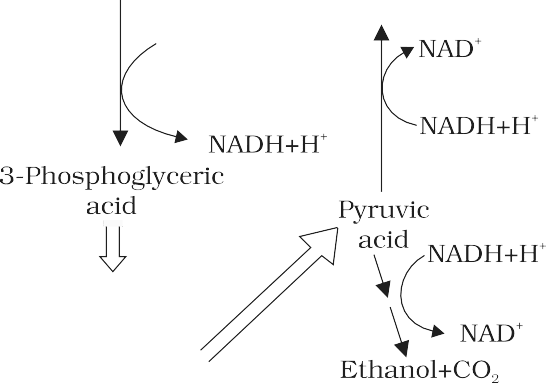 NAD⁺
NADH+H⁺
NADH+H⁺
3-Phosphoglyceric
acid
Pyruvic
acid
NADH+H⁺
NAD⁺
Ethanol+CO₂